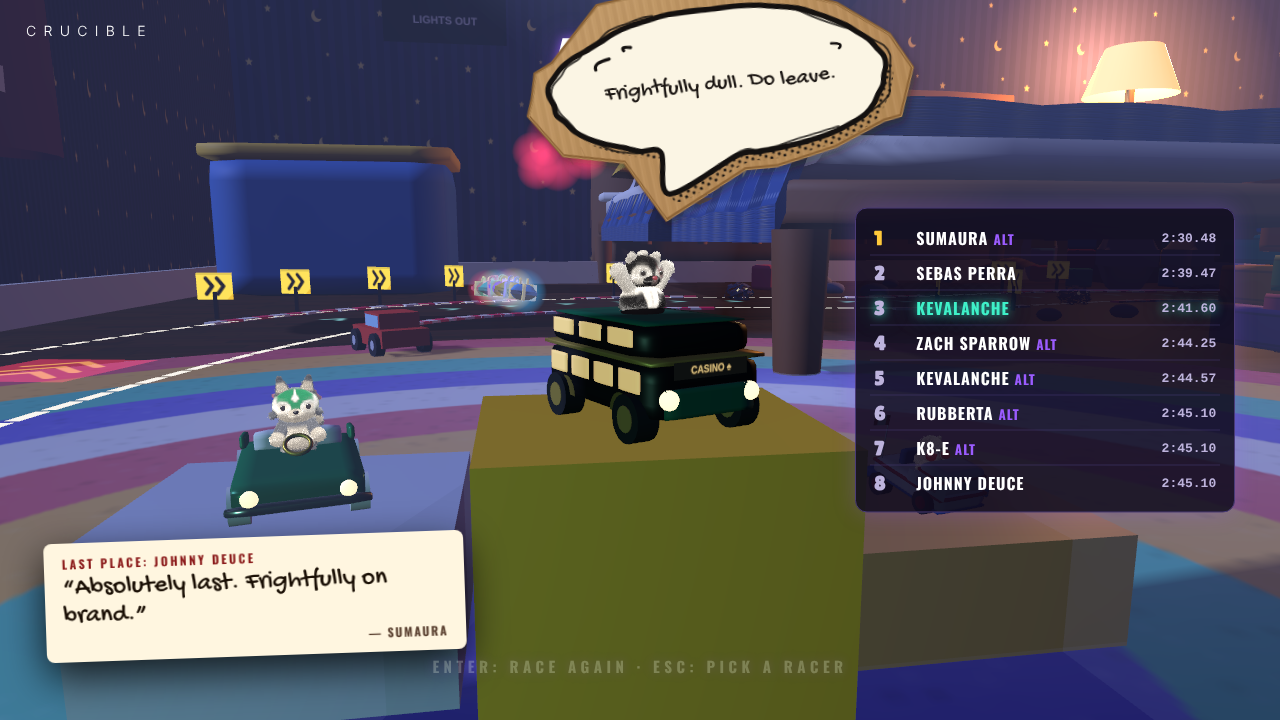 CRUCIBLE
LIGHTS OUT
Frightfully dull. Do leave.
CASINO ♠
1 SUMAURA ALT 2:30.48
2 SEBAS PERRA 2:39.47
3 KEVALANCHE 2:41.60
4 ZACH SPARROW ALT 2:44.25
5 KEVALANCHE ALT 2:44.57
6 RUBBERTA ALT 2:45.10
7 K8-E ALT 2:45.10
8 JOHNNY DEUCE 2:45.10
LAST PLACE: JOHNNY DEUCE
“Absolutely last. Frightfully on
brand.”
— SUMAURA
ENTER: RACE AGAIN · ESC: PICK A RACER